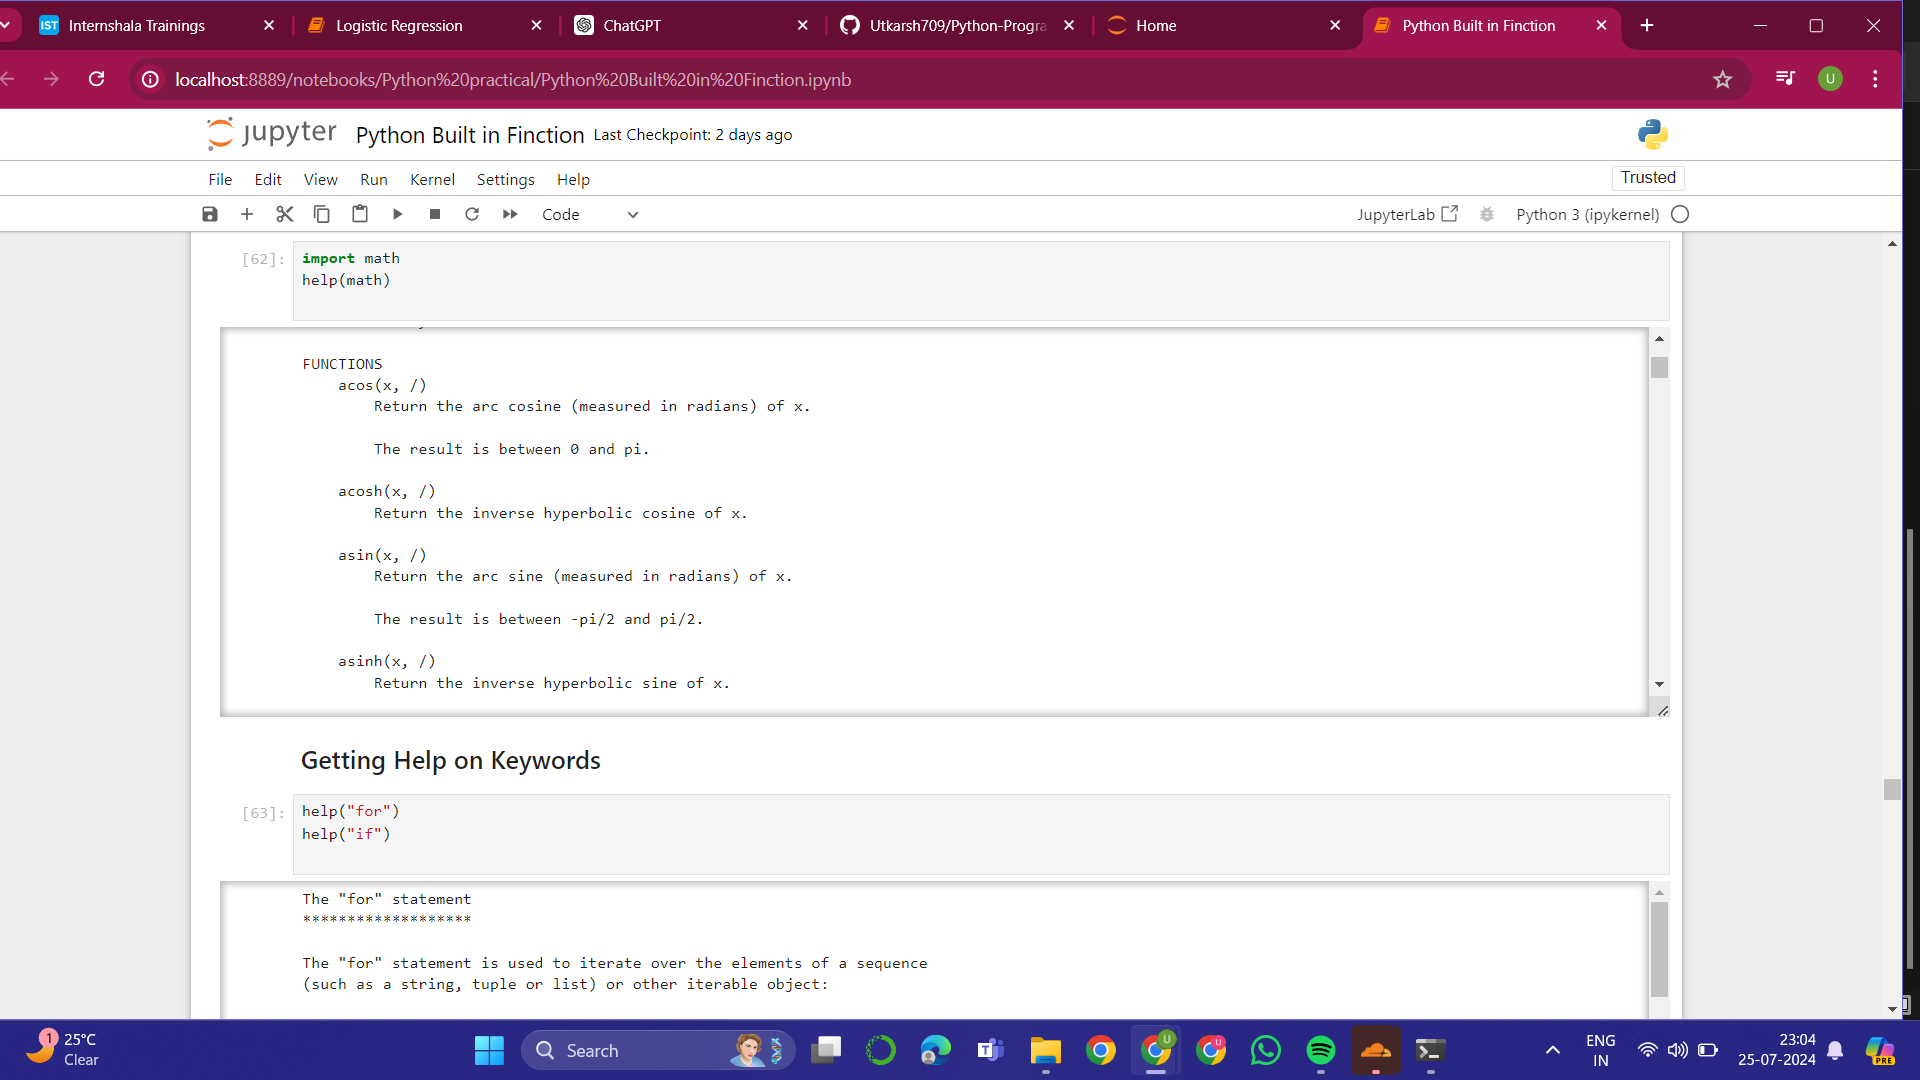 IST Internshala Trainings
Logistic Regression
ChatGPT
Utkarsh709/Python-Progra
Home
Python Built in Finction
localhost:8889/notebooks/Python%20practical/Python%20Built%20in%20Finction.ipynb
U
jupyter Python Built in Finction Last Checkpoint: 2 days ago
File Edit View Run Kernel Settings Help
Trusted
Code
JupyterLab
Python 3 (ipykernel)
[62]: import math
help(math)
FUNCTIONS
acos(x, /)
Return the arc cosine (measured in radians) of x.
The result is between 0 and pi.
acosh(x, /)
Return the inverse hyperbolic cosine of x.
asin(x, /)
Return the arc sine (measured in radians) of x.
The result is between -pi/2 and pi/2.
asinh(x, /)
Return the inverse hyperbolic sine of x.
Getting Help on Keywords
[63]: help("for")
help("if")
The "for" statement
*******************
The "for" statement is used to iterate over the elements of a sequence
(such as a string, tuple or list) or other iterable object:
1
25°C
Clear
Search
T
U
U
ENG
IN
23:04
25-07-2024
PRE